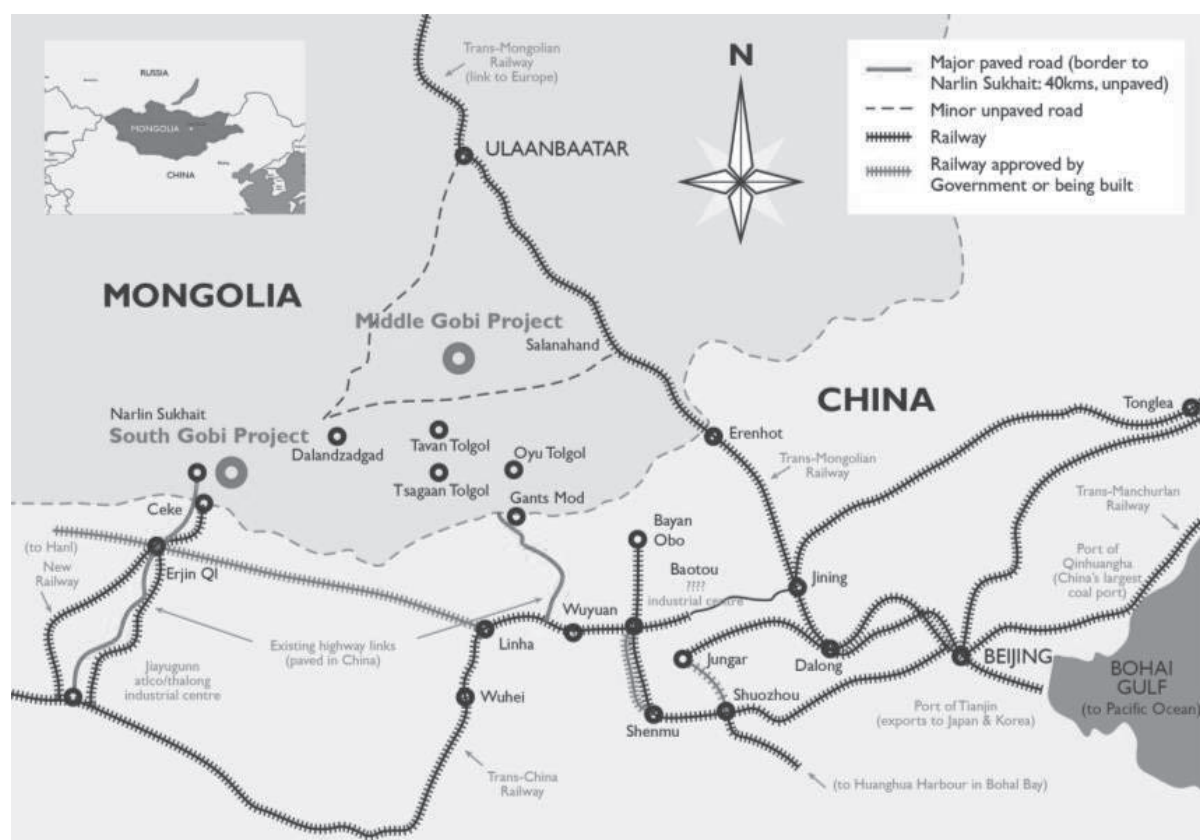 RUSSIA
MONGOLIA
CHINA
Trans-Mongolian
Railway
(link to Europe)
N
Major paved road (border to
Narlin Sukhait: 40kms, unpaved)
Minor unpaved road
Railway
Railway approved by
Government or being built
ULAANBAATAR
MONGOLIA
Middle Gobi Project
Salanahand
CHINA
Tonglea
Narlin Sukhait
South Gobi Project
Dalandzadgad
Tavan Tolgol
Oyu Tolgol
Erenhot
Trans-Mongolian
Railway
Tsagaan Tolgol
Gants Mod
Trans-Manchurlan
Railway
Ceke
Bayan
Obo
(to Hanl)
New
Railway
Erjin QI
Baotou
????
industrial centre
Jining
Port of
Qinhuangha
(China's largest
coal port)
Existing highway links
(paved in China)
Linha
Wuyuan
Jungar
Dalong
BEIJING
BOHAI
GULF
(to Pacific Ocean)
Jiayugunn
atlco/thalong
industrial centre
Wuhei
Shenmu
Shuozhou
Port of Tianjin
(exports to Japan & Korea)
Trans-China
Railway
(to Huanghua Harbour in Bohal Bay)